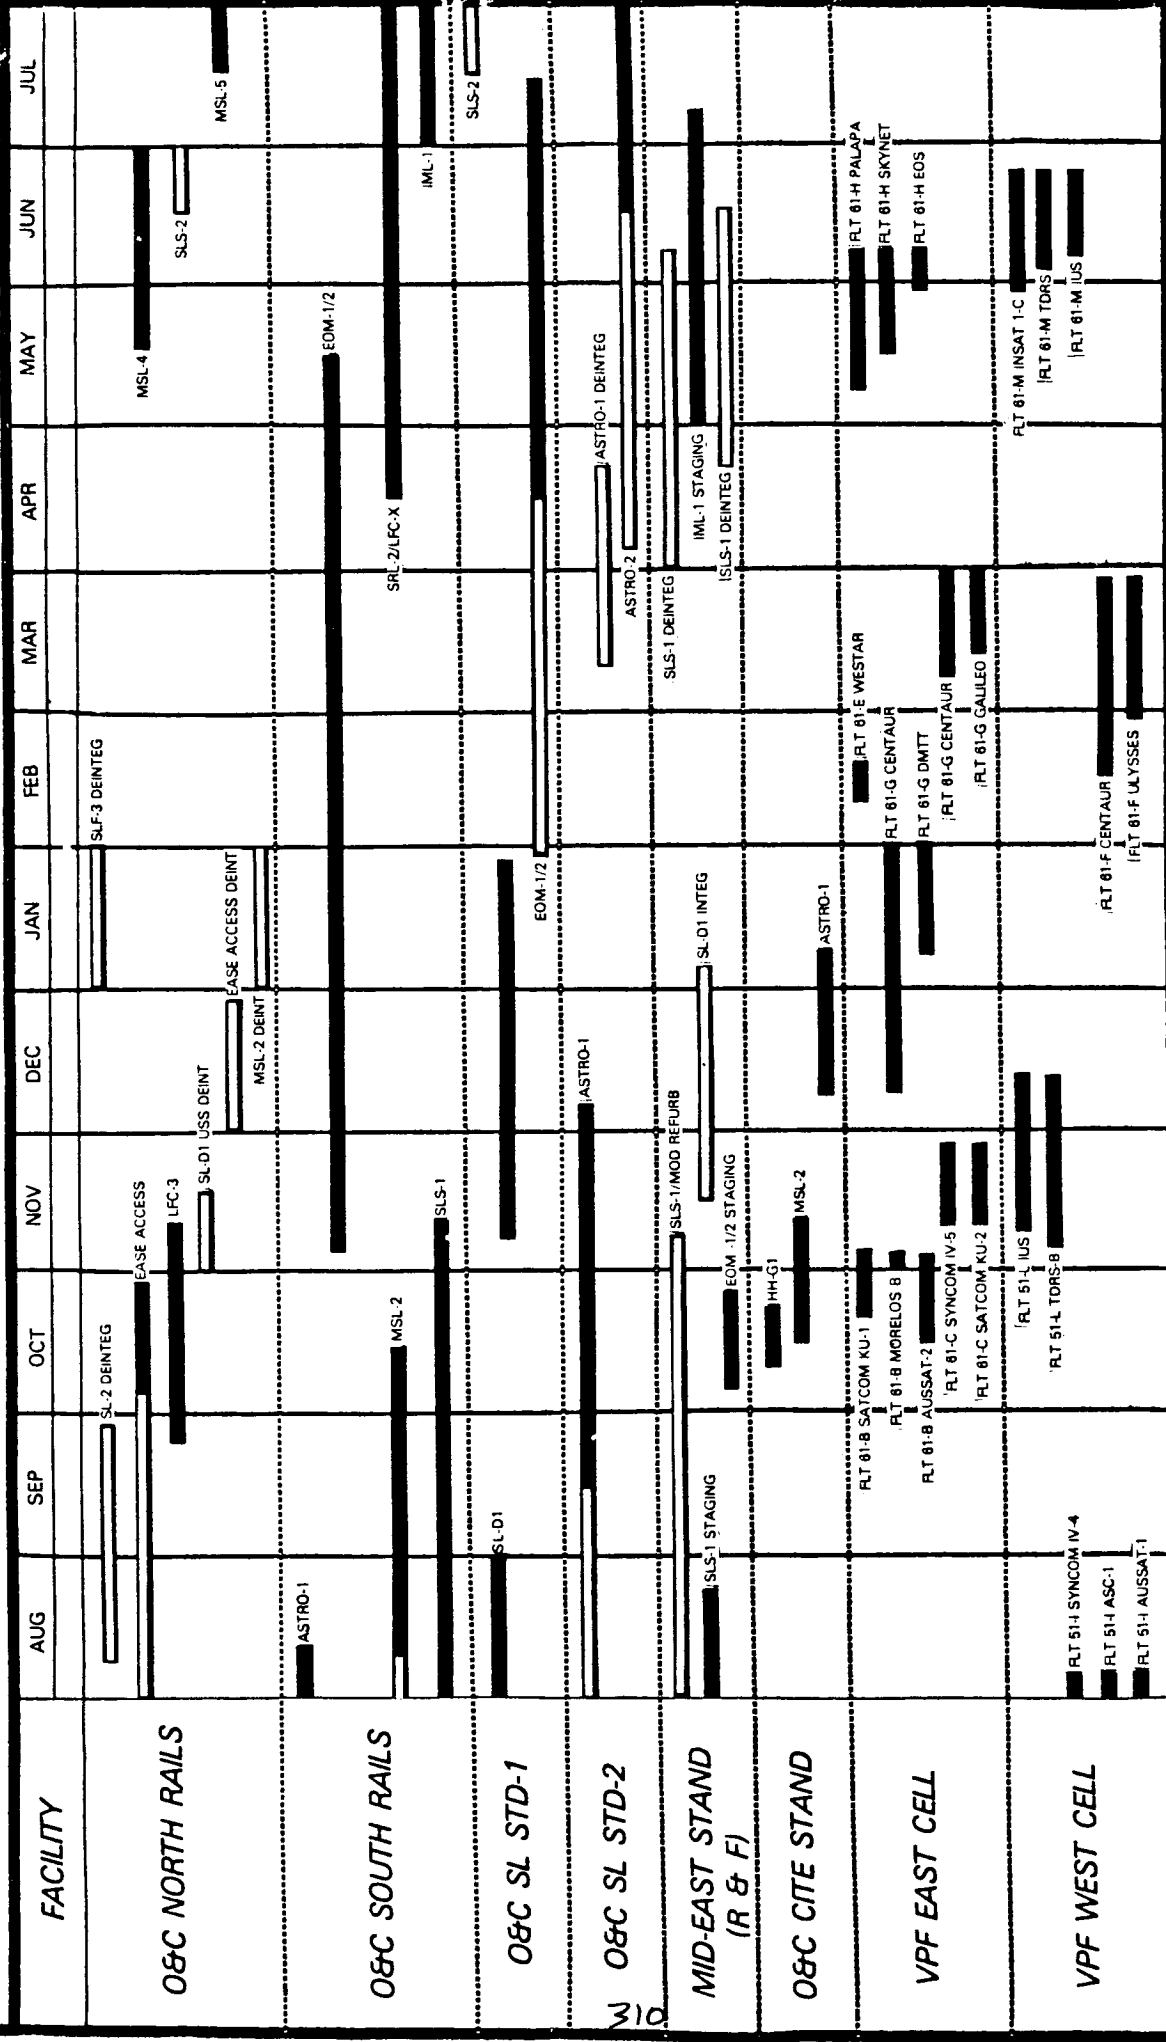 FACILITY
AUG
SEP
OCT
NOV
DEC
JAN
FEB
MAR
APR
MAY
JUN
JUL
O&C NORTH RAILS
SL-2 DEINTEG
SLF-3 DEINTEG
EASE ACCESS
MSL-4
LFC-3
SLS-2
SL-D1 USS DEINT
MSL-5
EASE ACCESS DEINT
MSL-2 DEINT
O&C SOUTH RAILS
ASTRO-1
EOM-1/2
MSL-2
SRL-2/LFC-X
SLS-1
IML-1
O&C SL STD-1
SLS-2
SL-D1
EOM-1/2
O&C SL STD-2
ASTRO-1
ASTRO-1 DEINTEG
ASTRO-2
MID-EAST STAND
(R & F)
SLS-1/MOD REFURB
SLS-1 DEINTEG
SLS-1 STAGING
SL-D1 INTEG
IML-1 STAGING
EOM -1/2 STAGING
SLS-1 DEINTEG
O&C CITE STAND
HH-G1
MSL-2
ASTRO-1
VPF EAST CELL
FLT 61-B SATCOM KU-1
FLT 61-E WESTAR
FLT 61-H PALAPA
FLT 61-B MORELOS B
FLT 61-G CENTAUR
FLT 61-H SKYNET
FLT 61-B AUSSAT-2
FLT 61-G DMTT
FLT 61-H EOS
FLT 61-C SYNCOM IV-5
FLT 61-G CENTAUR
FLT 61-C SATCOM KU-2
FLT 61-G GALILEO
VPF WEST CELL
FLT 51-L IUS
FLT 61-M INSAT 1-C
FLT 51-L TDRS-B
FLT 61-M TDRS
FLT 51-I SYNCOM IV-4
FLT 61-M IUS
FLT 51-I ASC-1
FLT 61-F CENTAUR
FLT 51-I AUSSAT-1
FLT 61-F ULYSSES